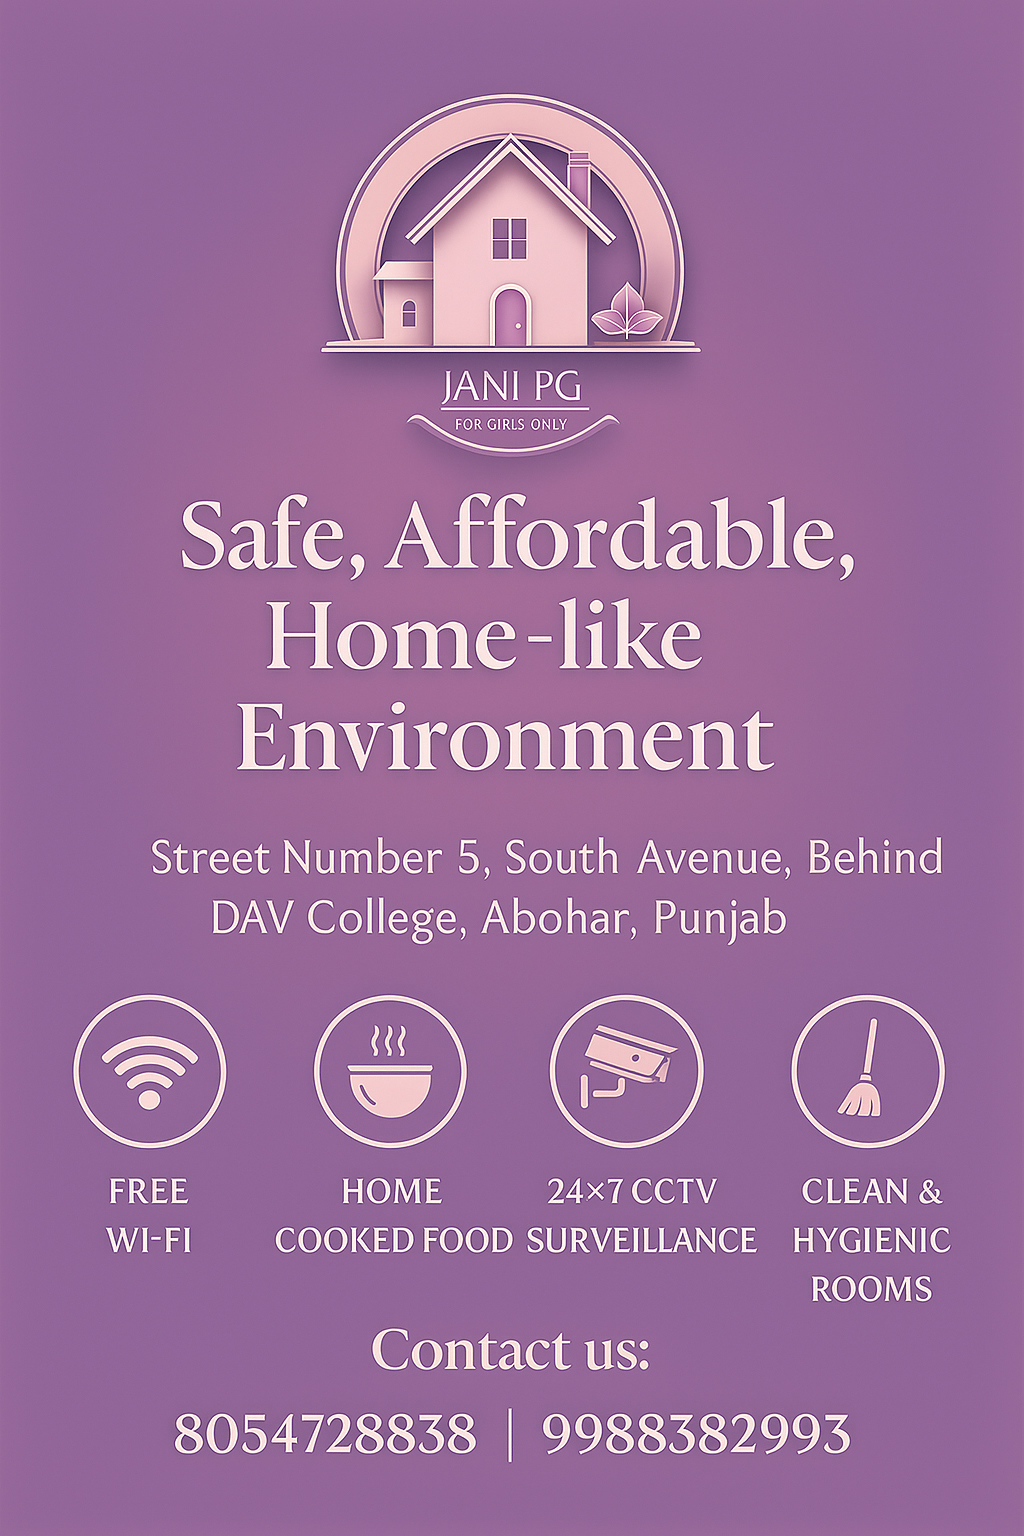 JANI PG
FOR GIRLS ONLY
Safe, Affordable,
Home-like
Environment
Street Number 5, South Avenue, Behind
DAV College, Abohar, Punjab
FREE
WI-FI
HOME
COOKED FOOD
24×7 CCTV
SURVEILLANCE
CLEAN &
HYGIENIC
ROOMS
Contact us:
8054728838 | 9988382993